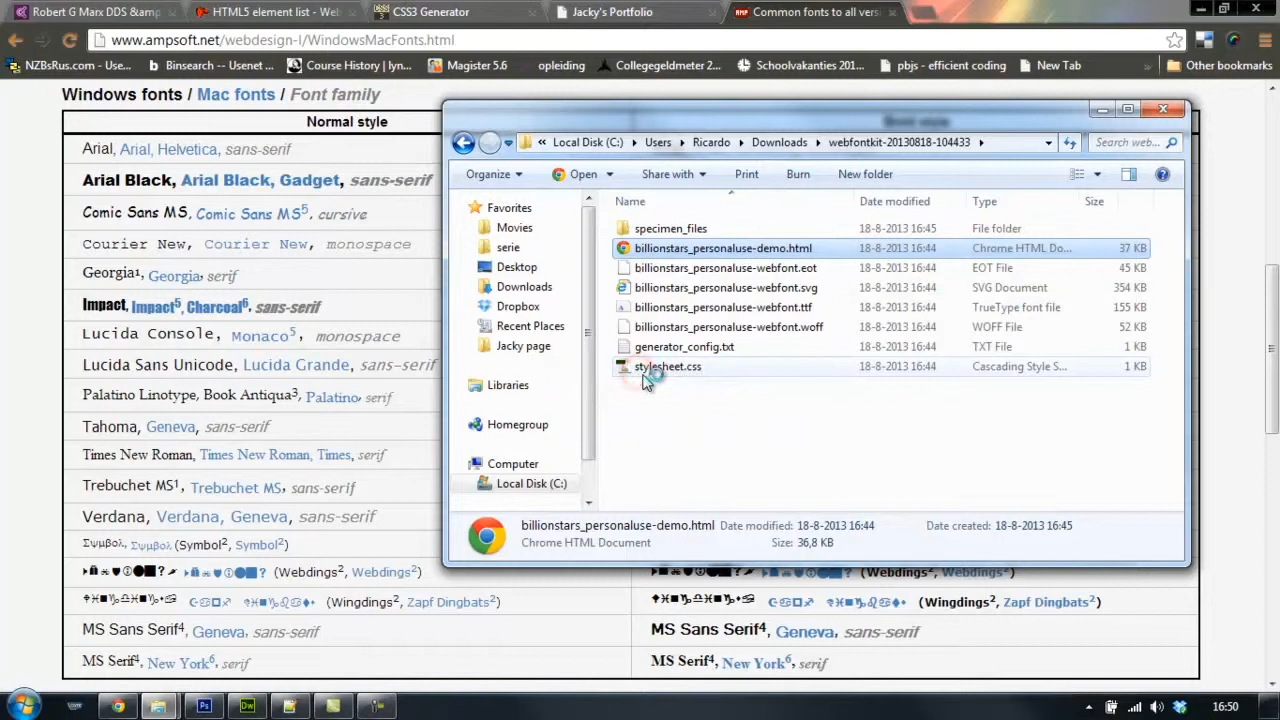 Robert G Marx DDS &amp
HTML5 element list - Web
CSS3 Generator
Jacky's Portfolio
Common fonts to all versi
www.ampsoft.net/webdesign-l/WindowsMacFonts.html
NZBsRus.com - Use...
Binsearch -- Usenet ...
Course History | lyn...
Magister 5.6
opleiding
Collegegeldmeter 2...
Schoolvakanties 201...
pbjs - efficient coding
New Tab
»
Other bookmarks
Windows fonts / Mac fonts / Font family
Normal style
Bold style
Arial, Arial, Helvetica, sans-serif
Arial Black, Arial Black, Gadget, sans-serif
Comic Sans MS, Comic Sans MS5, cursive
Courier New, Courier New, monospace
Georgia1, Georgia, serif
Impact, Impact5, Charcoal6, sans-serif
Lucida Console, Monaco5, monospace
Lucida Sans Unicode, Lucida Grande, sans-serif
Palatino Linotype, Book Antiqua3, Palatino, serif
Tahoma, Geneva, sans-serif
Times New Roman, Times New Roman, Times, serif
Trebuchet MS1, Trebuchet MS, sans-serif
Verdana, Verdana, Geneva, sans-serif
Σψμβολ, Σψμβολ (Symbol2, Symbol2)
(Webdings2, Webdings2)
(Webdings2, Webdings2)
(Wingdings2, Zapf Dingbats2)
(Wingdings2, Zapf Dingbats2)
MS Sans Serif4, Geneva, sans-serif
MS Sans Serif4, Geneva, sans-serif
MS Serif4, New York6, serif
MS Serif4, New York6, serif
« Local Disk (C:) Users Ricardo Downloads webfontkit-20130818-104433
Search web...
Organize
Open
Share with
Print
Burn
New folder
Favorites
Movies
serie
Desktop
Downloads
Dropbox
Recent Places
Jacky page
Libraries
Homegroup
Computer
Local Disk (C:)
Name Date modified Type Size
specimen_files 18-8-2013 16:45 File folder
billionstars_personaluse-demo.html 18-8-2013 16:44 Chrome HTML Do... 37 KB
billionstars_personaluse-webfont.eot 18-8-2013 16:44 EOT File 45 KB
billionstars_personaluse-webfont.svg 18-8-2013 16:44 SVG Document 354 KB
billionstars_personaluse-webfont.ttf 18-8-2013 16:44 TrueType font file 155 KB
billionstars_personaluse-webfont.woff 18-8-2013 16:44 WOFF File 52 KB
generator_config.txt 18-8-2013 16:44 TXT File 1 KB
stylesheet.css 18-8-2013 16:44 Cascading Style S... 1 KB
billionstars_personaluse-demo.html Date modified: 18-8-2013 16:44 Date created: 18-8-2013 16:45
Chrome HTML Document Size: 36,8 KB
Ps
Dw
16:50